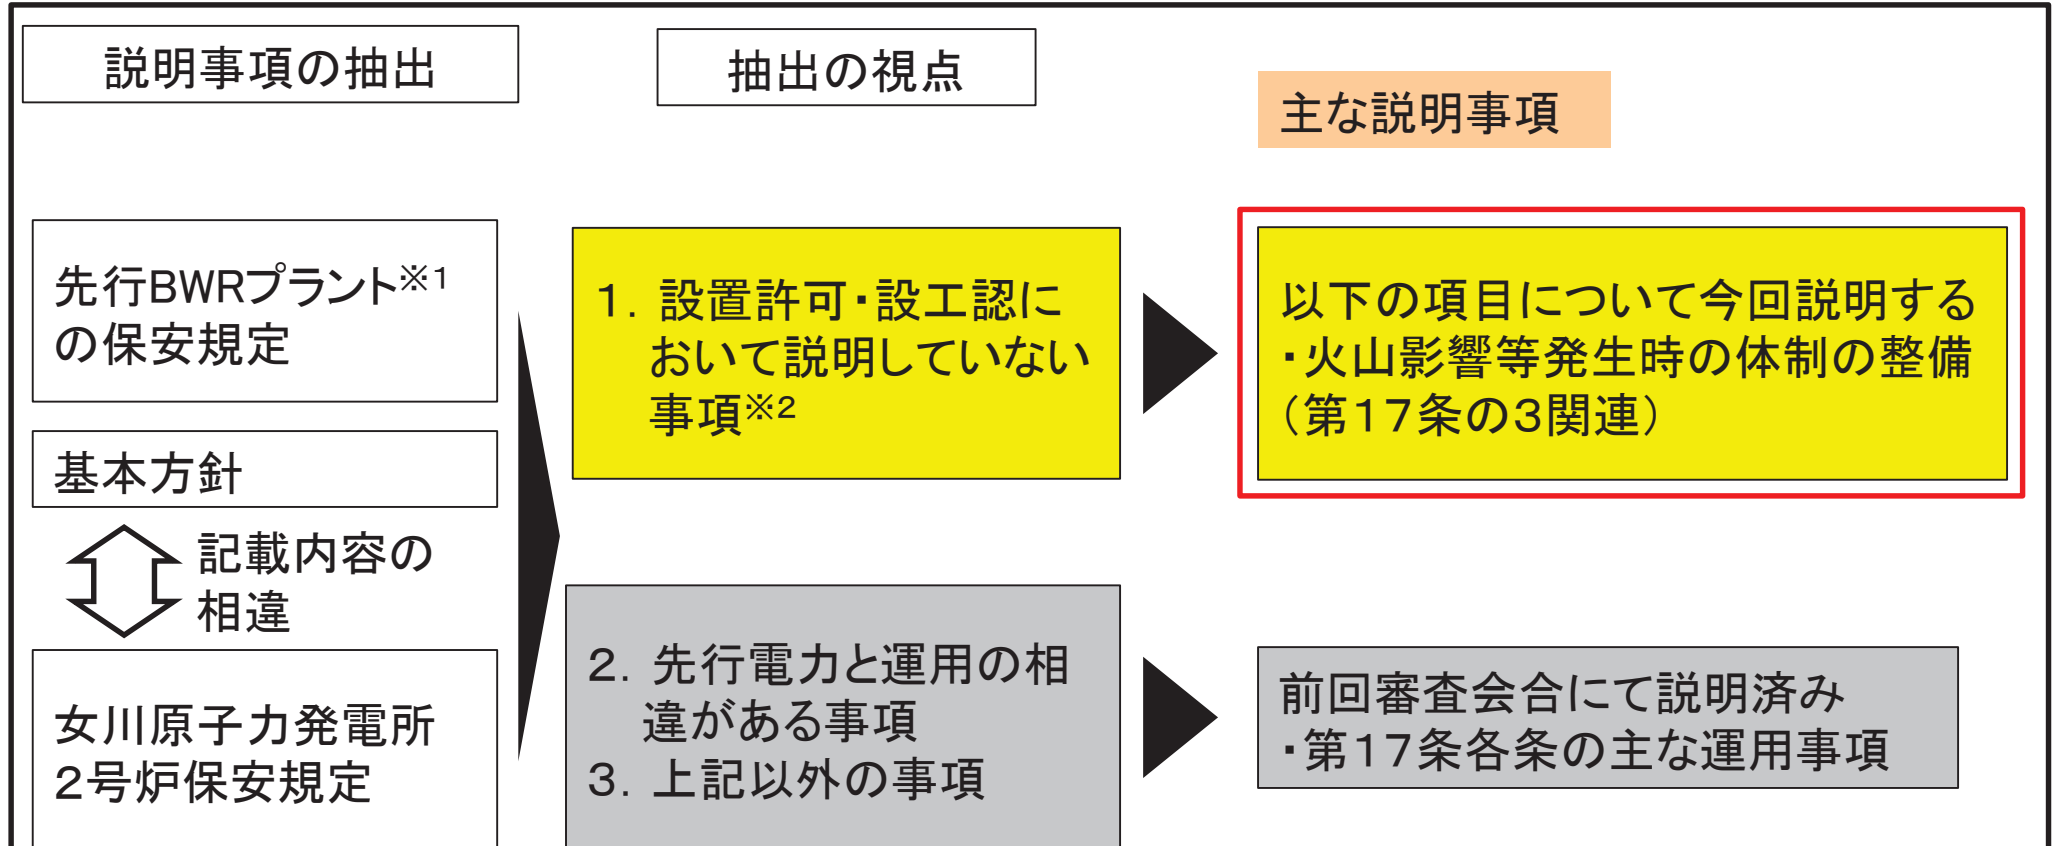 説明事項の抽出
抽出の視点
主な説明事項
先行BWRプラント※1
の保安規定
基本方針
記載内容の
相違
女川原子力発電所
２号炉保安規定
１．設置許可・設工認に
おいて説明していない
事項※2
２．先行電力と運用の相
違がある事項
３．上記以外の事項
以下の項目について今回説明する
・火山影響等発生時の体制の整備
（第１７条の３関連）
前回審査会合にて説明済み
・第１７条各条の主な運用事項